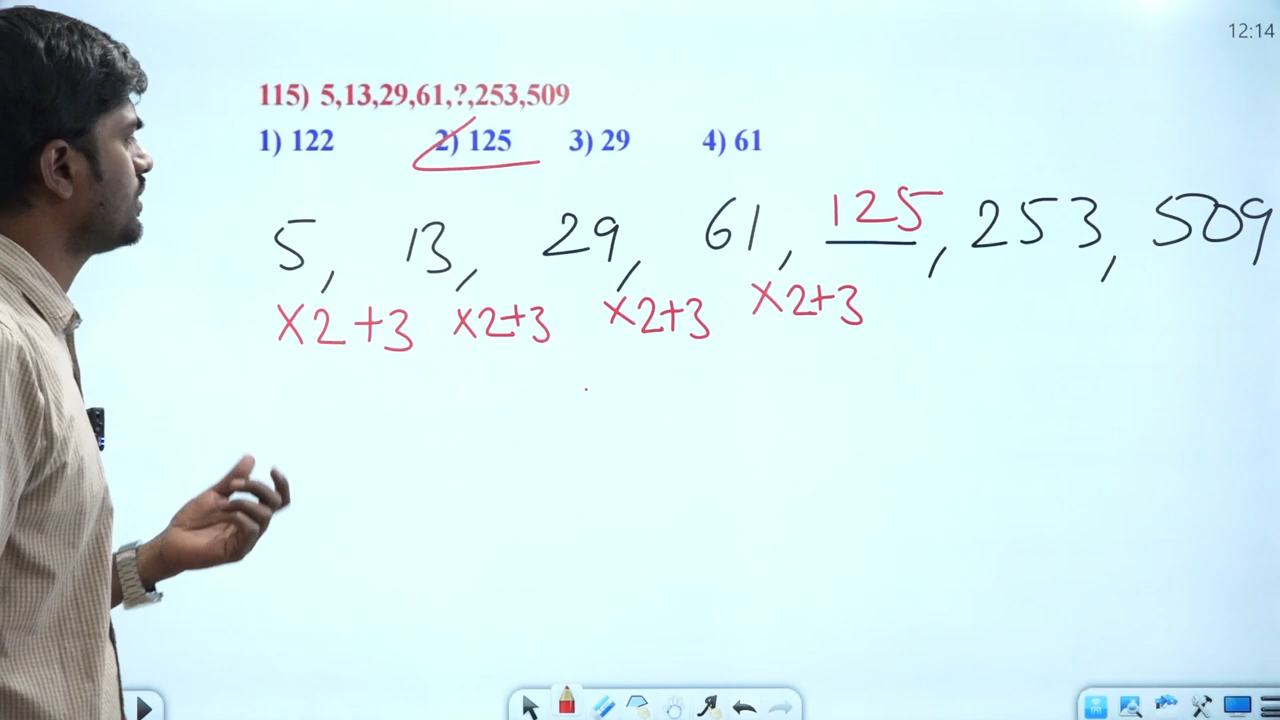 12:14
115) 5,13,29,61,?,253,509
1) 122 2) 125 3) 29 4) 61
5, 13, 29, 61, 125, 253, 509
×2+3 ×2+3 ×2+3 ×2+3